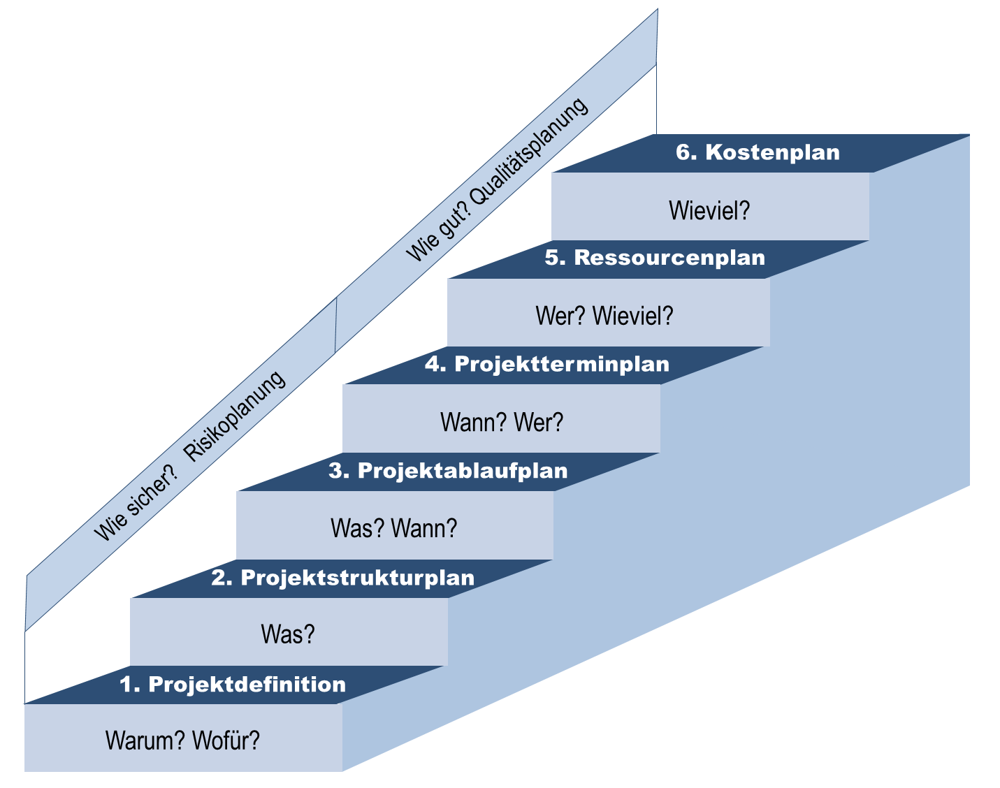 Wie gut? Qualitätsplanung
Wie sicher? Risikoplanung
6. Kostenplan
Wieviel?
5. Ressourcenplan
Wer? Wieviel?
4. Projektterminplan
Wann? Wer?
3. Projektablaufplan
Was? Wann?
2. Projektstrukturplan
Was?
1. Projektdefinition
Warum? Wofür?